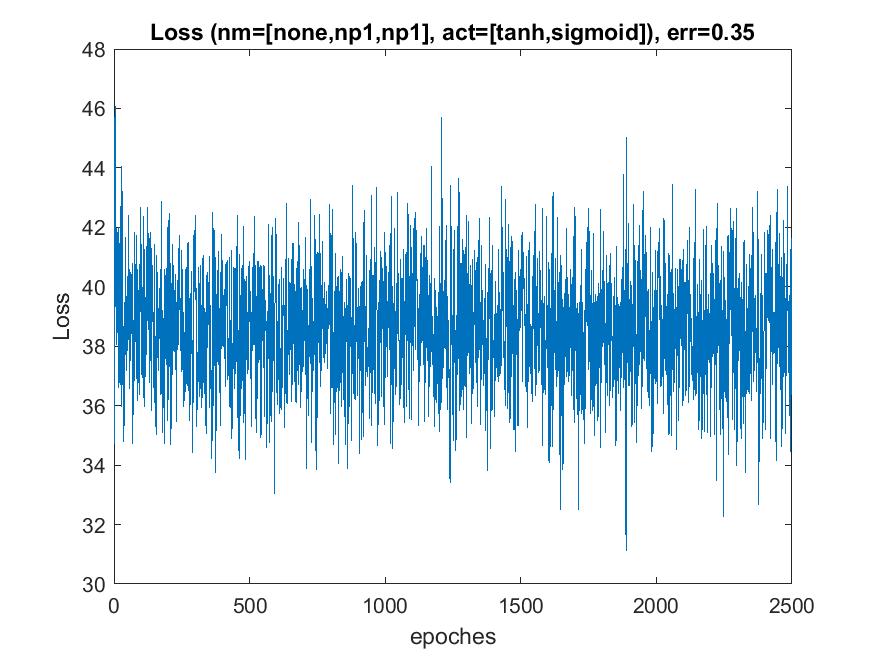 Loss (nm=[none,np1,np1], act=[tanh,sigmoid]), err=0.35
48
46
44
42
40
38
36
34
32
30
Loss
0 500 1000 1500 2000 2500
epoches